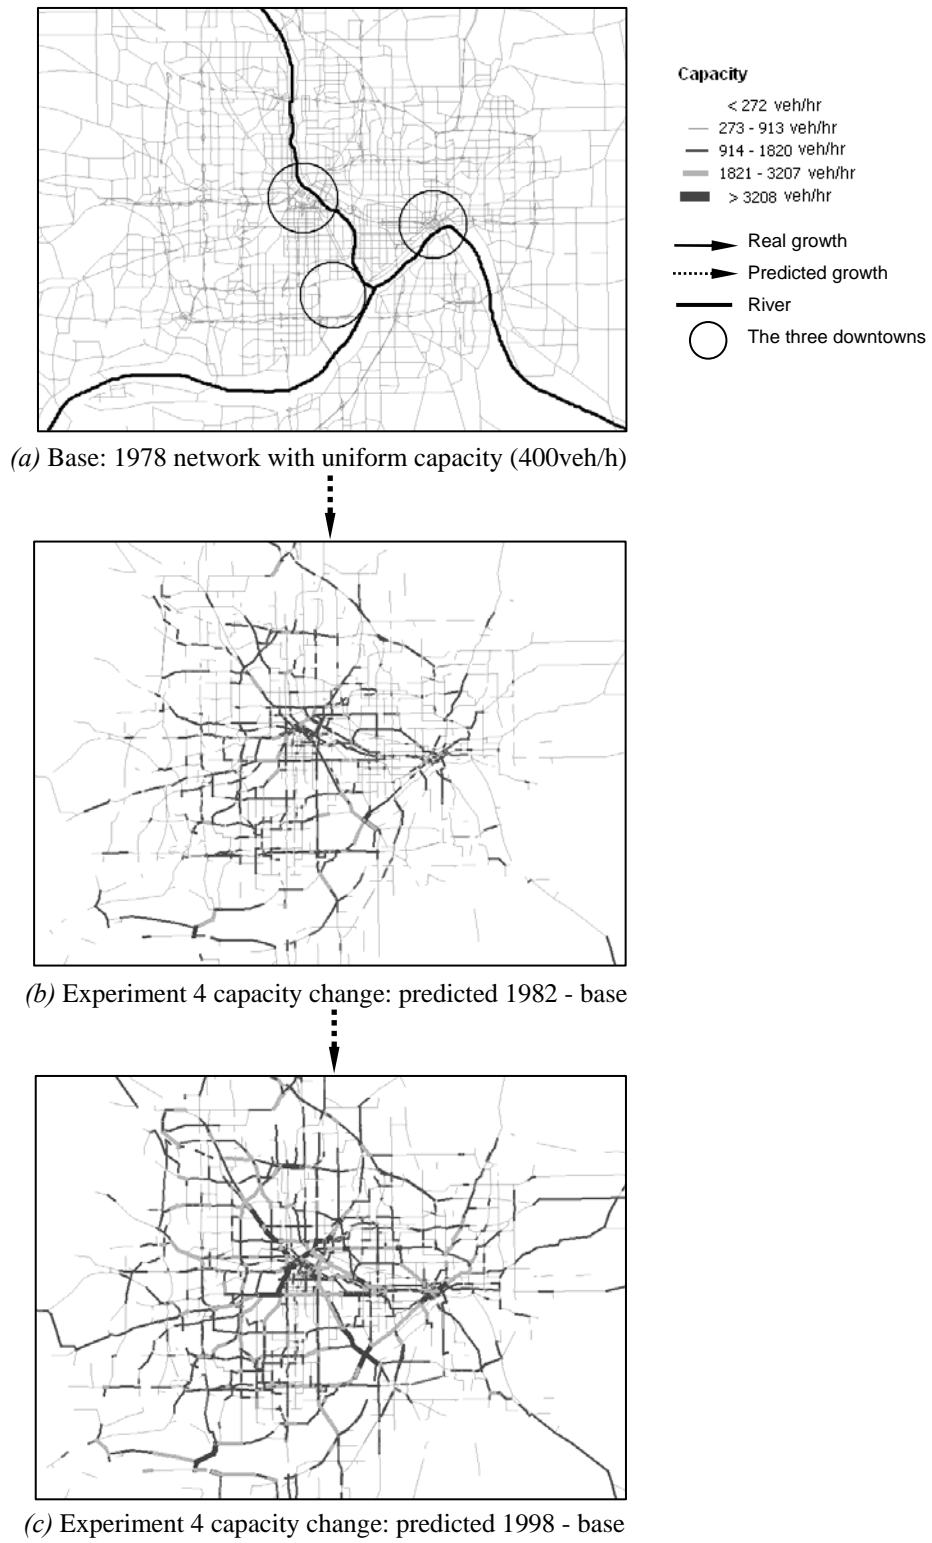 Capacity
< 272 veh/hr
273 - 913 veh/hr
914 - 1820 veh/hr
1821 - 3207 veh/hr
> 3208 veh/hr
Real growth
Predicted growth
River
The three downtowns
(a) Base: 1978 network with uniform capacity (400veh/h)
(b) Experiment 4 capacity change: predicted 1982 - base
(c) Experiment 4 capacity change: predicted 1998 - base